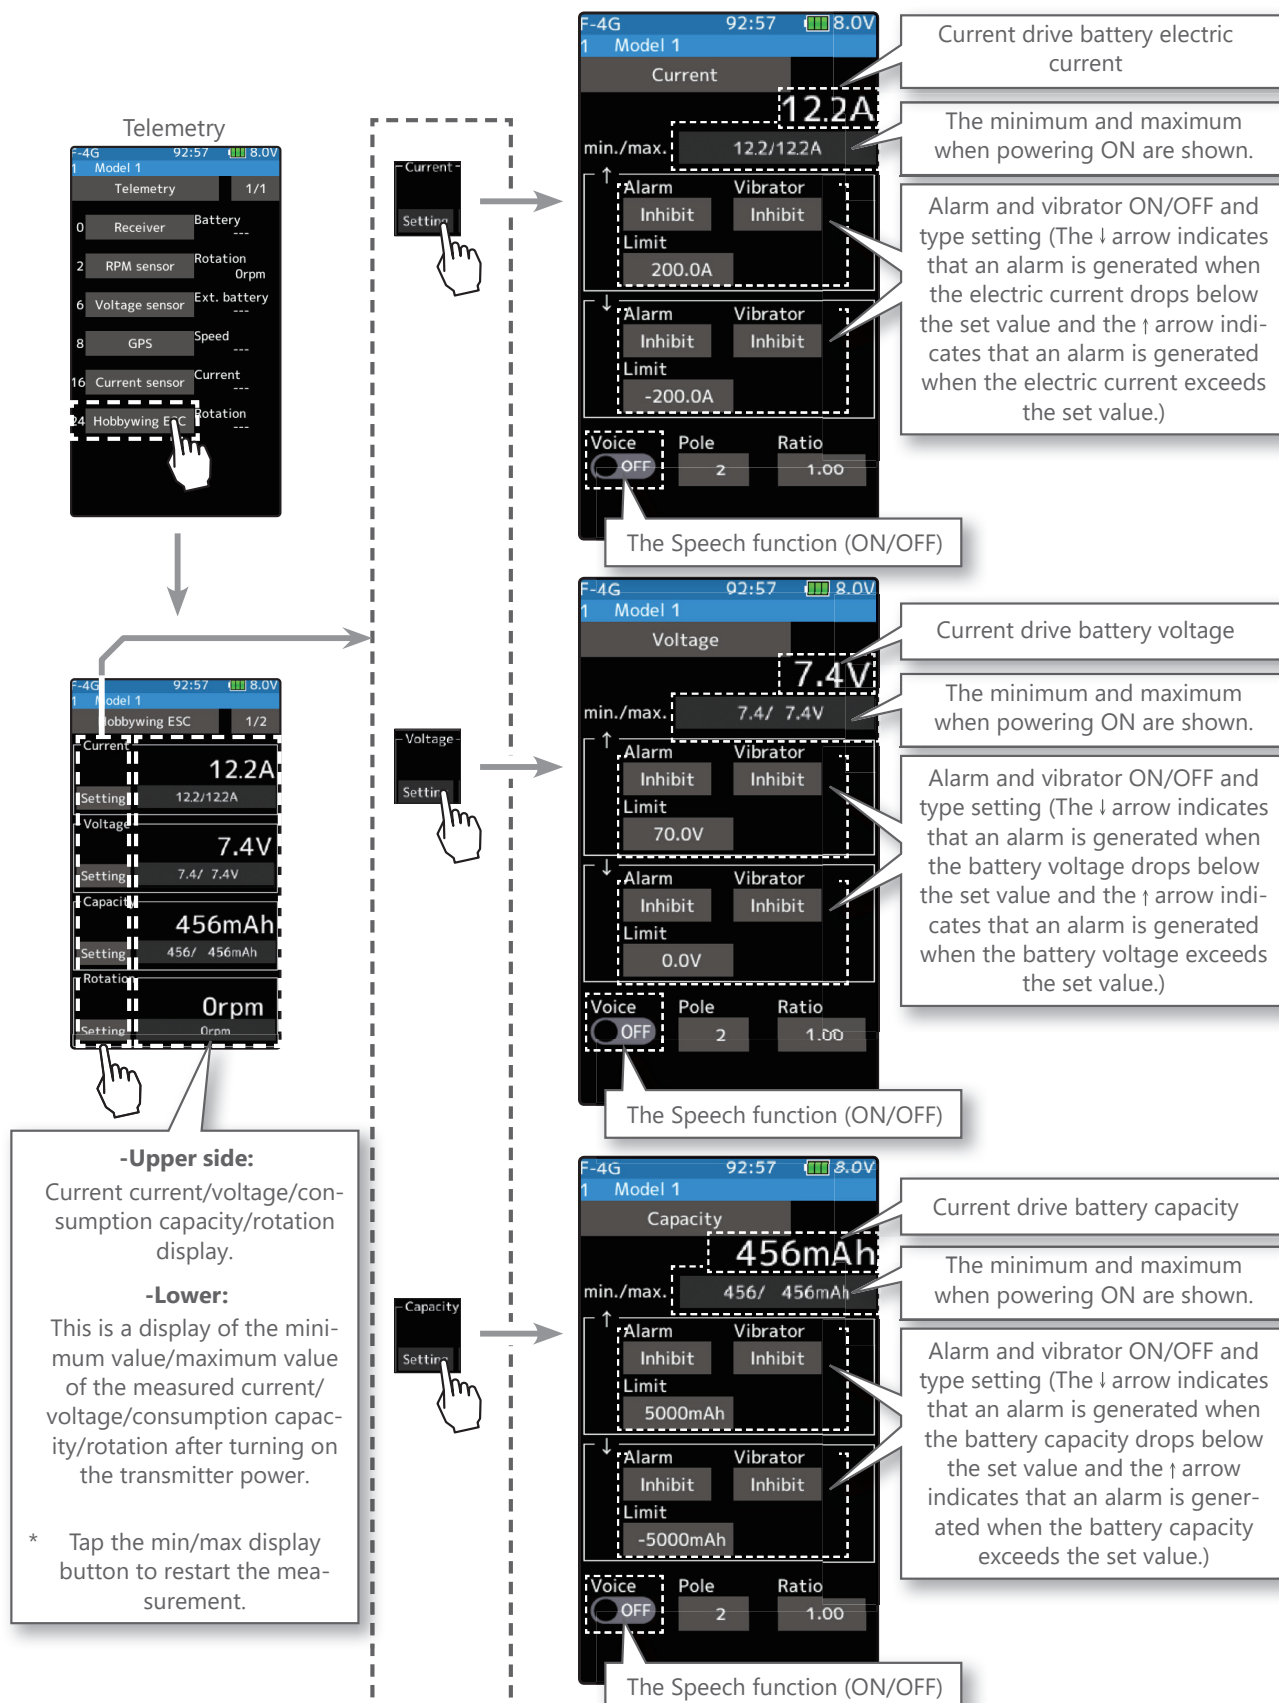 Telemetry
F-4G 92:57 8.0V
1 Model 1
Telemetry 1/1
0 Receiver Battery ---
2 RPM sensor Rotation 0rpm
6 Voltage sensor Ext. battery ---
8 GPS Speed ---
16 Current sensor Current ---
24 Hobbywing ESC Rotation ---
F-4G 92:57 8.0V
1 Model 1
Hobbywing ESC 1/2
Current
12.2A
Setting 12.2/12.2A
Voltage
7.4V
Setting 7.4/ 7.4V
Capacity
456mAh
Setting 456/ 456mAh
Rotation
0rpm
Setting 0rpm
-Upper side:
Current current/voltage/con-
sumption capacity/rotation
display.
-Lower:
This is a display of the mini-
mum value/maximum value
of the measured current/
voltage/consumption capac-
ity/rotation after turning on
the transmitter power.
* Tap the min/max display
button to restart the mea-
surement.
Current
Setting
F-4G 92:57 8.0V
1 Model 1
Current
12.2A
min./max. 12.2/12.2A
↑
Alarm Vibrator
Inhibit Inhibit
Limit
200.0A
↓
Alarm Vibrator
Inhibit Inhibit
Limit
-200.0A
Voice Pole Ratio
OFF 2 1.00
The Speech function (ON/OFF)
Current drive battery electric
current
The minimum and maximum
when powering ON are shown.
Alarm and vibrator ON/OFF and
type setting (The ↓ arrow indicates
that an alarm is generated when
the electric current drops below
the set value and the ↑ arrow indi-
cates that an alarm is generated
when the electric current exceeds
the set value.)
Voltage
Setting
F-4G 92:57 8.0V
1 Model 1
Voltage
7.4V
min./max. 7.4/ 7.4V
↑
Alarm Vibrator
Inhibit Inhibit
Limit
70.0V
↓
Alarm Vibrator
Inhibit Inhibit
Limit
0.0V
Voice Pole Ratio
OFF 2 1.00
The Speech function (ON/OFF)
Current drive battery voltage
The minimum and maximum
when powering ON are shown.
Alarm and vibrator ON/OFF and
type setting (The ↓ arrow indicates
that an alarm is generated when
the battery voltage drops below
the set value and the ↑ arrow indi-
cates that an alarm is generated
when the battery voltage exceeds
the set value.)
Capacity
Setting
F-4G 92:57 8.0V
1 Model 1
Capacity
456mAh
min./max. 456/ 456mAh
↑
Alarm Vibrator
Inhibit Inhibit
Limit
5000mAh
↓
Alarm Vibrator
Inhibit Inhibit
Limit
-5000mAh
Voice Pole Ratio
OFF 2 1.00
The Speech function (ON/OFF)
Current drive battery capacity
The minimum and maximum
when powering ON are shown.
Alarm and vibrator ON/OFF and
type setting (The ↓ arrow indicates
that an alarm is generated when
the battery capacity drops below
the set value and the ↑ arrow
indicates that an alarm is gener-
ated when the battery capacity
exceeds the set value.)